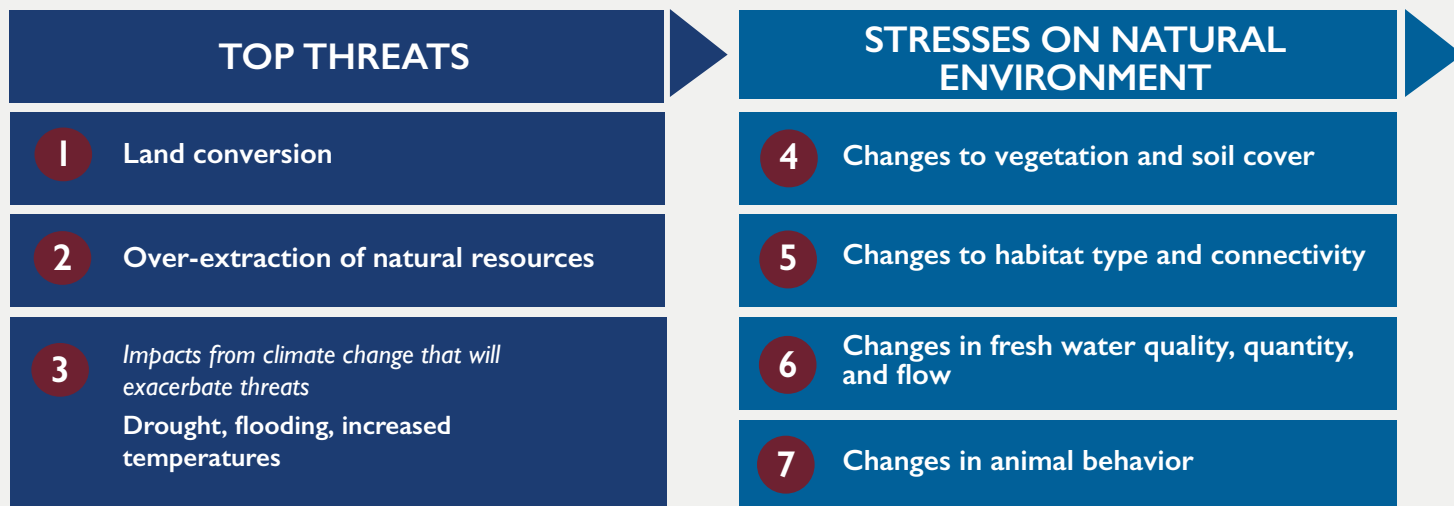 TOP THREATS
1
Land conversion
2
Over-extraction of natural resources
3
Impacts from climate change that will
exacerbate threats
Drought, flooding, increased
temperatures
STRESSES ON NATURAL
ENVIRONMENT
4
Changes to vegetation and soil cover
5
Changes to habitat type and connectivity
6
Changes in fresh water quality, quantity,
and flow
7
Changes in animal behavior